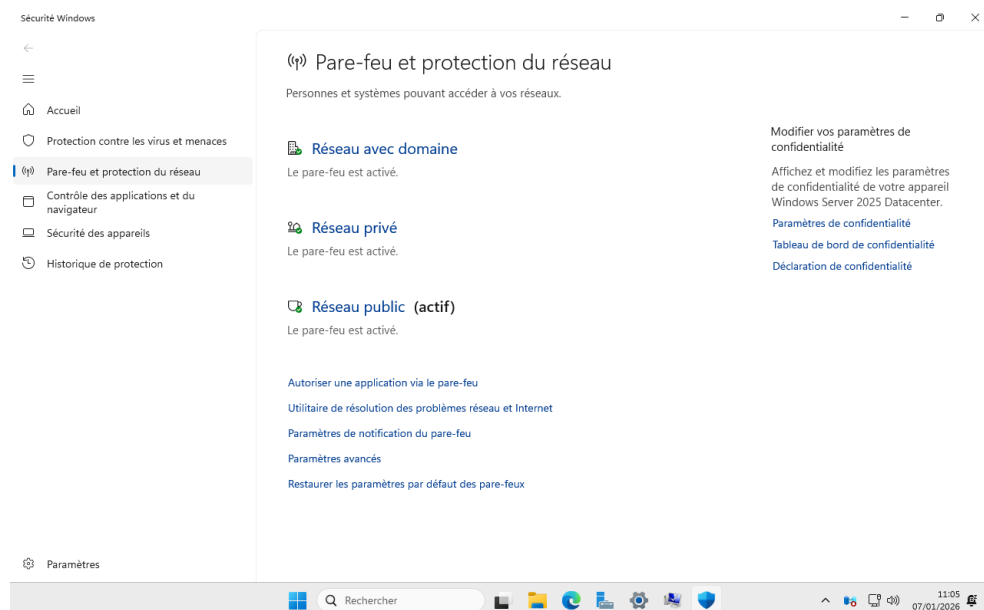 Sécurité Windows
Accueil
Protection contre les virus et menaces
Pare-feu et protection du réseau
Contrôle des applications et du
navigateur
Sécurité des appareils
Historique de protection
Paramètres
Pare-feu et protection du réseau
Personnes et systèmes pouvant accéder à vos réseaux.
Réseau avec domaine
Le pare-feu est activé.
Réseau privé
Le pare-feu est activé.
Réseau public (actif)
Le pare-feu est activé.
Autoriser une application via le pare-feu
Utilitaire de résolution des problèmes réseau et Internet
Paramètres de notification du pare-feu
Paramètres avancés
Restaurer les paramètres par défaut des pare-feux
Modifier vos paramètres de
confidentialité
Affichez et modifiez les paramètres
de confidentialité de votre appareil
Windows Server 2025 Datacenter.
Paramètres de confidentialité
Tableau de bord de confidentialité
Déclaration de confidentialité
Rechercher
11:05
07/01/2026